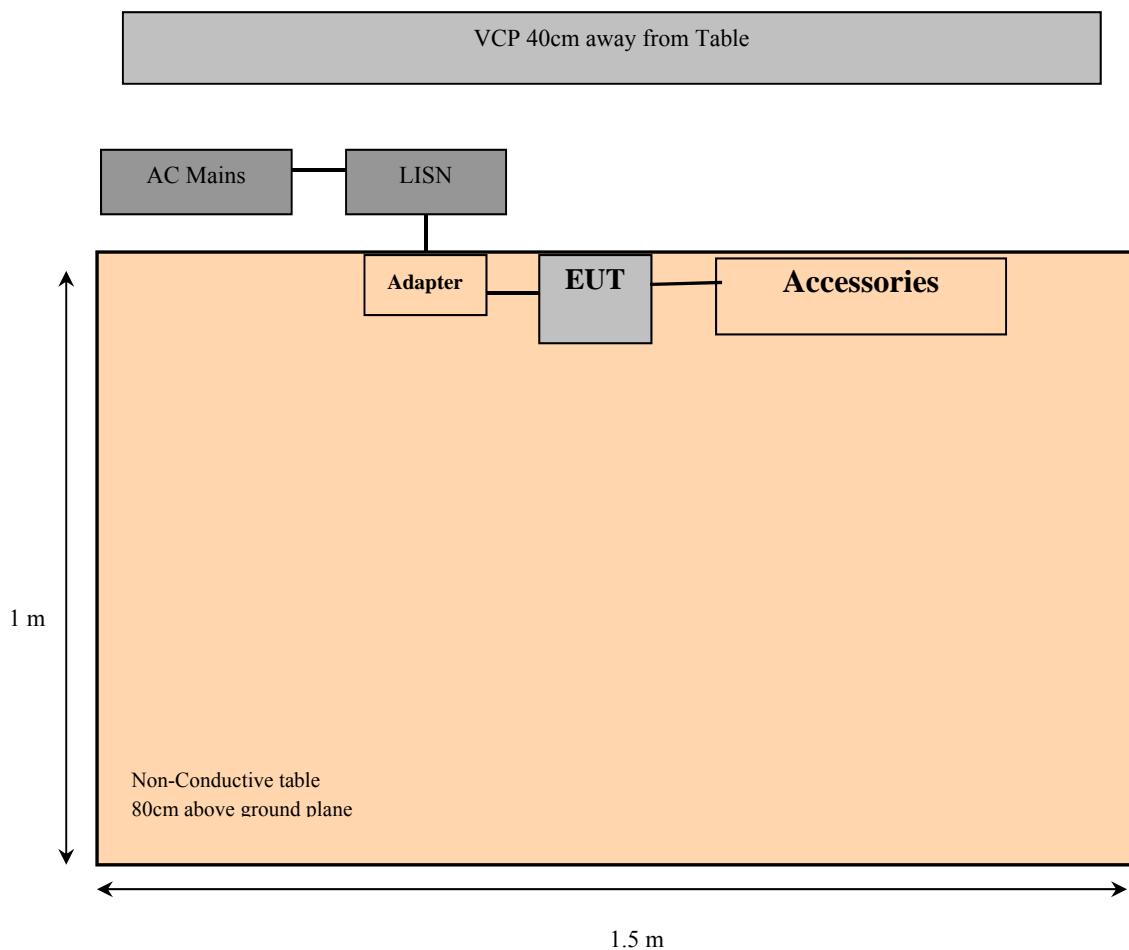 VCP 40cm away from Table
AC Mains
LISN
Adapter
EUT
Accessories
1 m
Non-Conductive table
80cm above ground plane
1.5 m